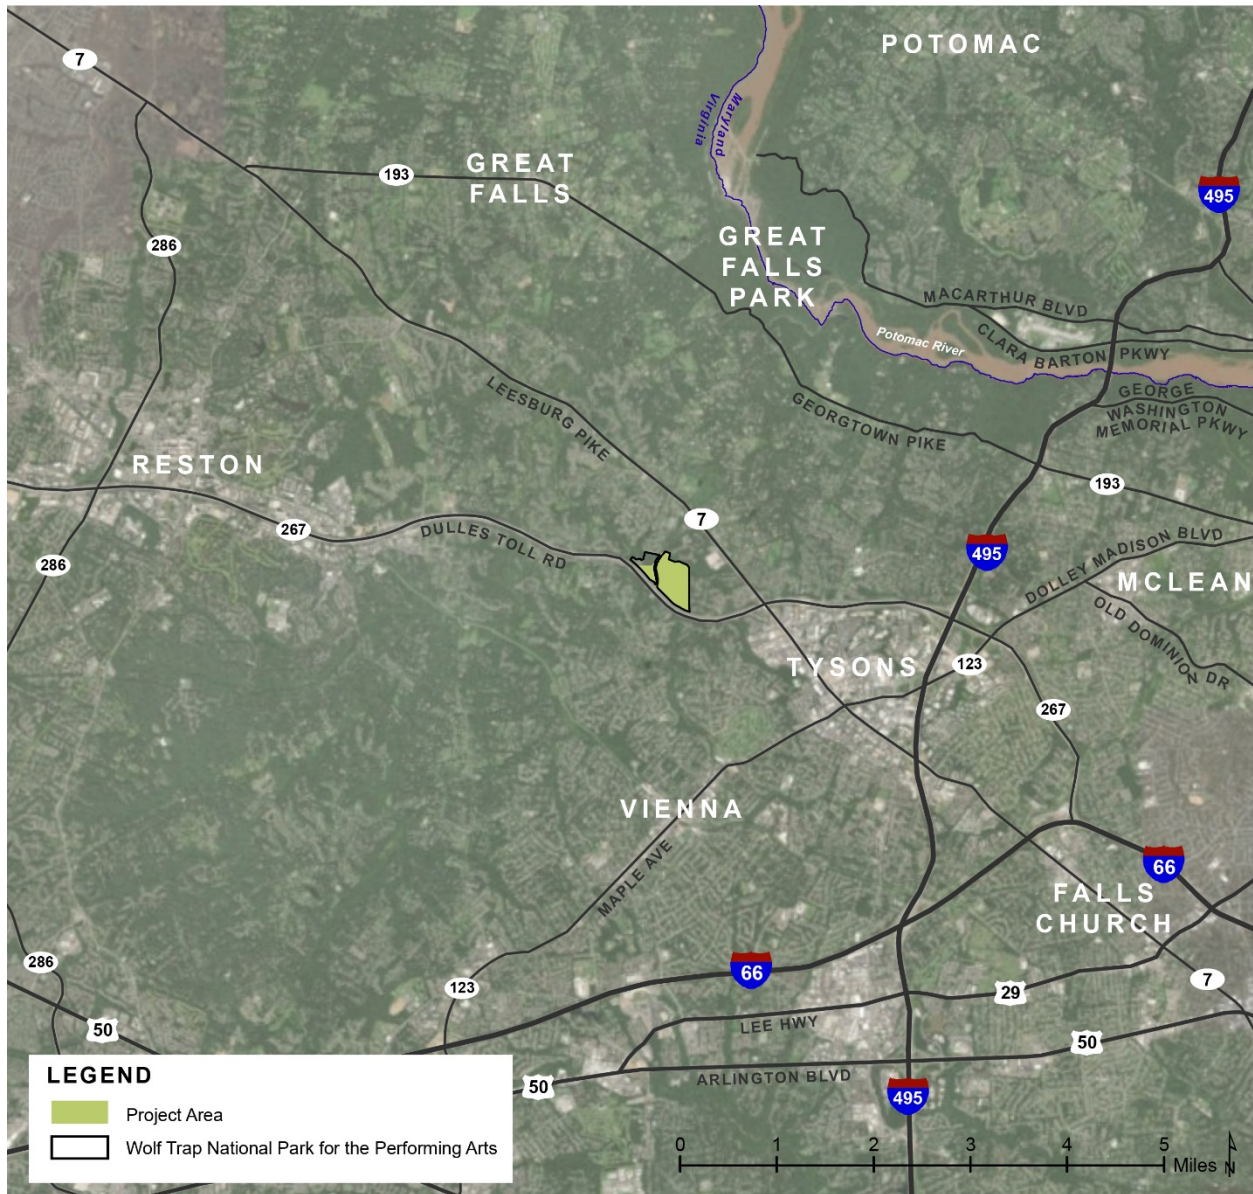 POTOMAC
7
Maryland
Virginia
GREAT
FALLS
193
495
286
GREAT
FALLS
PARK
MACARTHUR BLVD
CLARA BARTON PKWY
Potomac River
GEORGE
WASHINGTON
MEMORIAL PKWY
LEESBURG PIKE
GEORGTOWN PIKE
RESTON
193
7
267
DULLES TOLL RD
495
DOLLEY MADISON BLVD
286
MCLEAN
OLD DOMINION DR
TYSONS
123
267
VIENNA
MAPLE AVE
66
FALLS
CHURCH
286
66
123
7
29
50
LEE HWY
50
50
ARLINGTON BLVD
495
LEGEND
Project Area
Wolf Trap National Park for the Performing Arts
0 1 2 3 4 5
Miles N